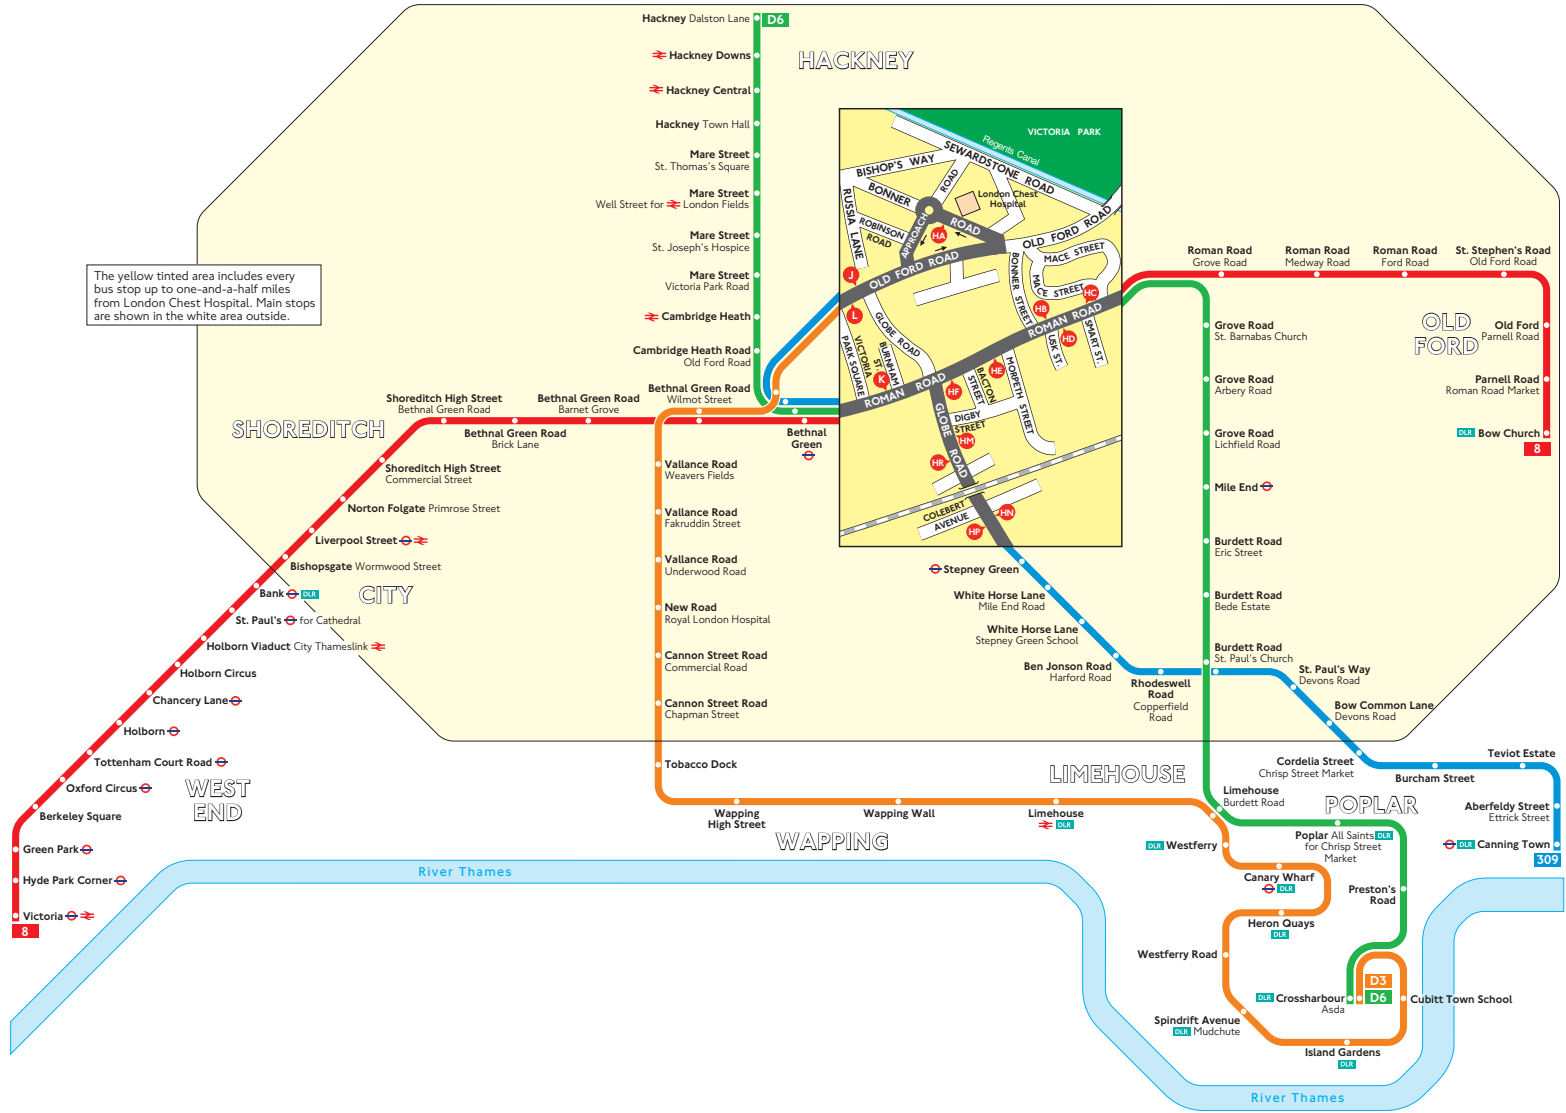 Hackney Dalston Lane
D6
Hackney Downs
Hackney Central
Hackney Town Hall
Mare Street
St. Thomas's Square
Mare Street
Well Street for London Fields
Mare Street
St. Joseph's Hospice
Mare Street
Victoria Park Road
Cambridge Heath
Cambridge Heath Road
Old Ford Road
Bethnal Green Road
Wilmot Street
HACKNEY
The yellow tinted area includes every
bus stop up to one-and-a-half miles
from London Chest Hospital. Main stops
are shown in the white area outside.
VICTORIA PARK
Regents Canal
SEWARDSTONE ROAD
BISHOP'S WAY
BONNER
ROAD
ROAD
London Chest
Hospital
RUSSIA LANE
ROBINSON
ROAD
APPROACH
HA
OLD FORD ROAD
OLD FORD ROAD
MACE STREET
MACE STREET
BONNER STREET
J
L
HC
HB
HD
ROMAN ROAD
SMART ST.
USK ST.
GLOBE ROAD
VICTORIA
PARK SQUARE
BURNHAM
ST.
K
ROMAN ROAD
HE
HF
BACTON
STREET
MORPETH STREET
DIGBY
STREET
GLOBE ROAD
HM
HR
COLEBERT
AVENUE
HN
HP
Roman Road
Grove Road
Roman Road
Medway Road
Roman Road
Ford Road
St. Stephen's Road
Old Ford Road
OLD
FORD
Old Ford
Parnell Road
Parnell Road
Roman Road Market
DLR Bow Church
8
Grove Road
St. Barnabas Church
Grove Road
Arbery Road
Grove Road
Lichfield Road
Mile End
Burdett Road
Eric Street
Burdett Road
Bede Estate
Burdett Road
St. Paul's Church
SHOREDITCH
Shoreditch High Street
Bethnal Green Road
Bethnal Green Road
Barnet Grove
Bethnal Green Road
Brick Lane
Bethnal
Green
Shoreditch High Street
Commercial Street
Norton Folgate Primrose Street
Liverpool Street
Bishopsgate Wormwood Street
CITY
Bank DLR
St. Paul's for Cathedral
Holborn Viaduct City Thameslink
Holborn Circus
Chancery Lane
Holborn
Tottenham Court Road
Oxford Circus
WEST
END
Berkeley Square
Green Park
Hyde Park Corner
Victoria
8
Vallance Road
Weavers Fields
Vallance Road
Fakruddin Street
Vallance Road
Underwood Road
New Road
Royal London Hospital
Cannon Street Road
Commercial Road
Cannon Street Road
Chapman Street
Tobacco Dock
Wapping
High Street
Wapping Wall
WAPPING
Limehouse
DLR
LIMEHOUSE
Stepney Green
White Horse Lane
Mile End Road
White Horse Lane
Stepney Green School
Ben Jonson Road
Harford Road
Rhodeswell
Road
Copperfield
Road
St. Paul's Way
Devons Road
Bow Common Lane
Devons Road
Cordelia Street
Chrisp Street Market
Burcham Street
Teviot Estate
Aberfeldy Street
Ettrick Street
DLR Canning Town
309
Limehouse
Burdett Road
POPLAR
Poplar All Saints DLR
for Chrisp Street
Market
Preston's
Road
DLR Westferry
Canary Wharf
DLR
Heron Quays
DLR
Westferry Road
Spindrift Avenue
DLR Mudchute
Island Gardens
DLR
Cubitt Town School
DLR Crossharbour
Asda
D3
D6
River Thames
River Thames